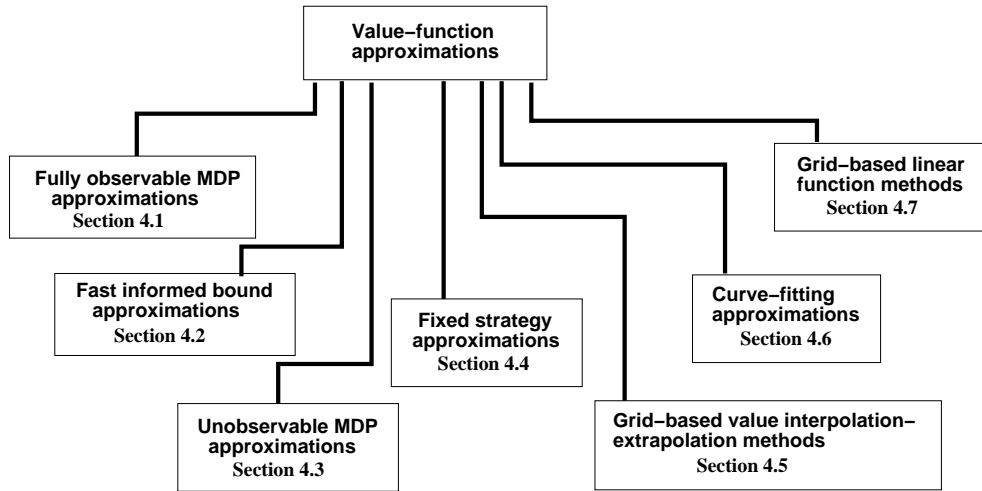 Value−function
approximations
Fully observable MDP
approximations
Section 4.1
Fast informed bound
approximations
Section 4.2
Unobservable MDP
approximations
Section 4.3
Fixed strategy
approximations
Section 4.4
Grid−based value interpolation−
extrapolation methods
Section 4.5
Curve−fitting
approximations
Section 4.6
Grid−based linear
function methods
Section 4.7